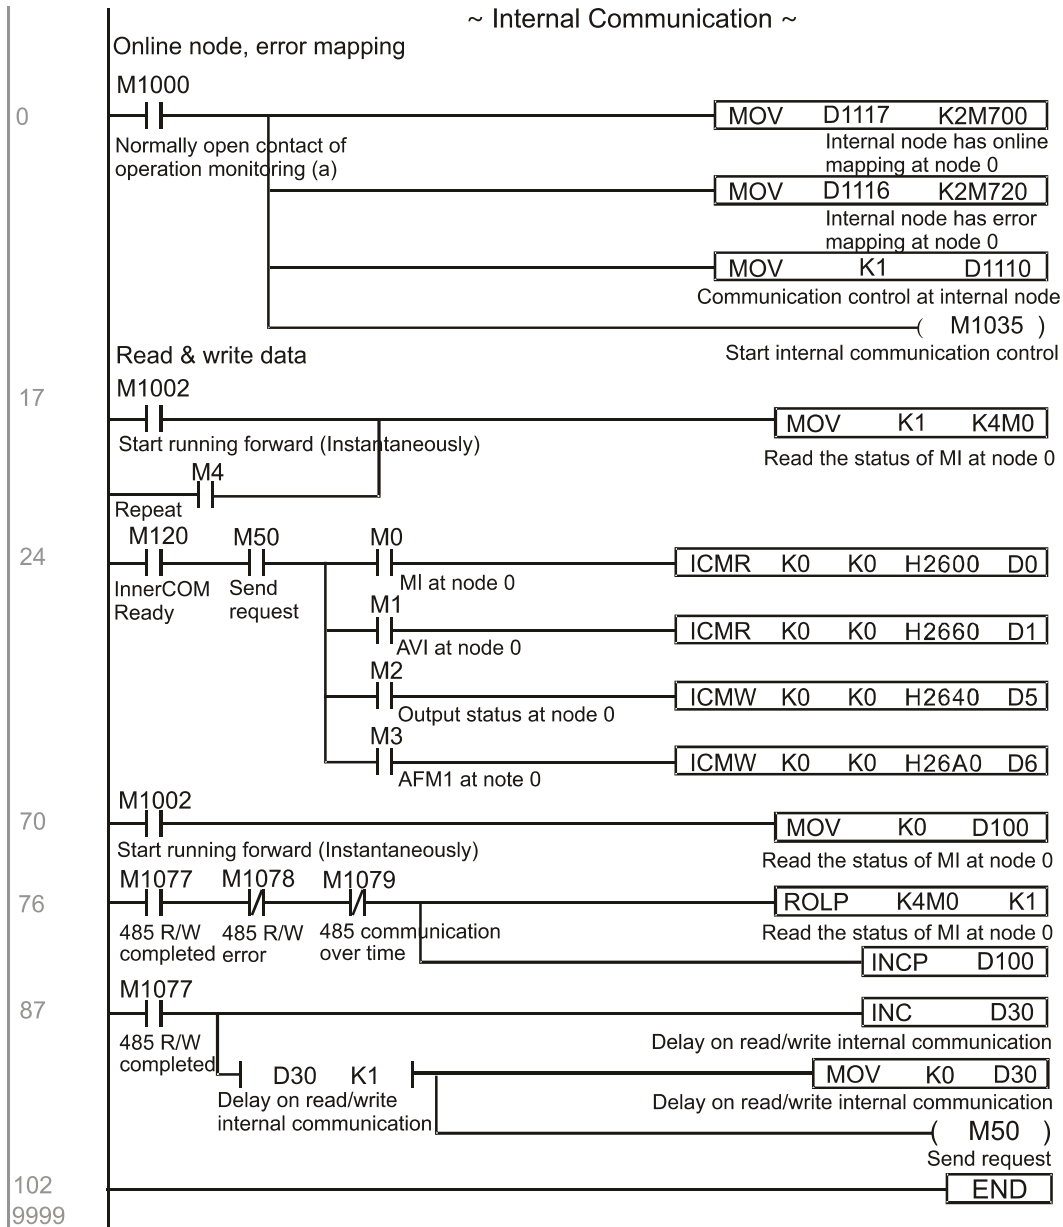 ~ Internal Communication ~
Online node, error mapping
M1000
0
MOV D1117 K2M700
Normally open contact of
operation monitoring (a)
Internal node has online
mapping at node 0
MOV D1116 K2M720
Internal node has error
mapping at node 0
MOV K1 D1110
Communication control at internal node
( M1035 )
Start internal communication control
Read & write data
M1002
17
MOV K1 K4M0
Start running forward (Instantaneously)
Read the status of MI at node 0
M4
Repeat
M120 M50 M0
24
ICMR K0 K0 H2600 D0
InnerCOM
Ready
Send
request
MI at node 0
M1
ICMR K0 K0 H2660 D1
AVI at node 0
M2
ICMW K0 K0 H2640 D5
Output status at node 0
M3
ICMW K0 K0 H26A0 D6
AFM1 at note 0
M1002
70
MOV K0 D100
Start running forward (Instantaneously)
Read the status of MI at node 0
M1077 M1078 M1079
76
ROLP K4M0 K1
485 R/W
completed
485 R/W
error
485 communication
over time
Read the status of MI at node 0
INCP D100
M1077
87
INC D30
485 R/W
completed
Delay on read/write internal communication
D30 K1
MOV K0 D30
Delay on read/write
internal communication
Delay on read/write internal communication
( M50 )
Send request
102
END
9999